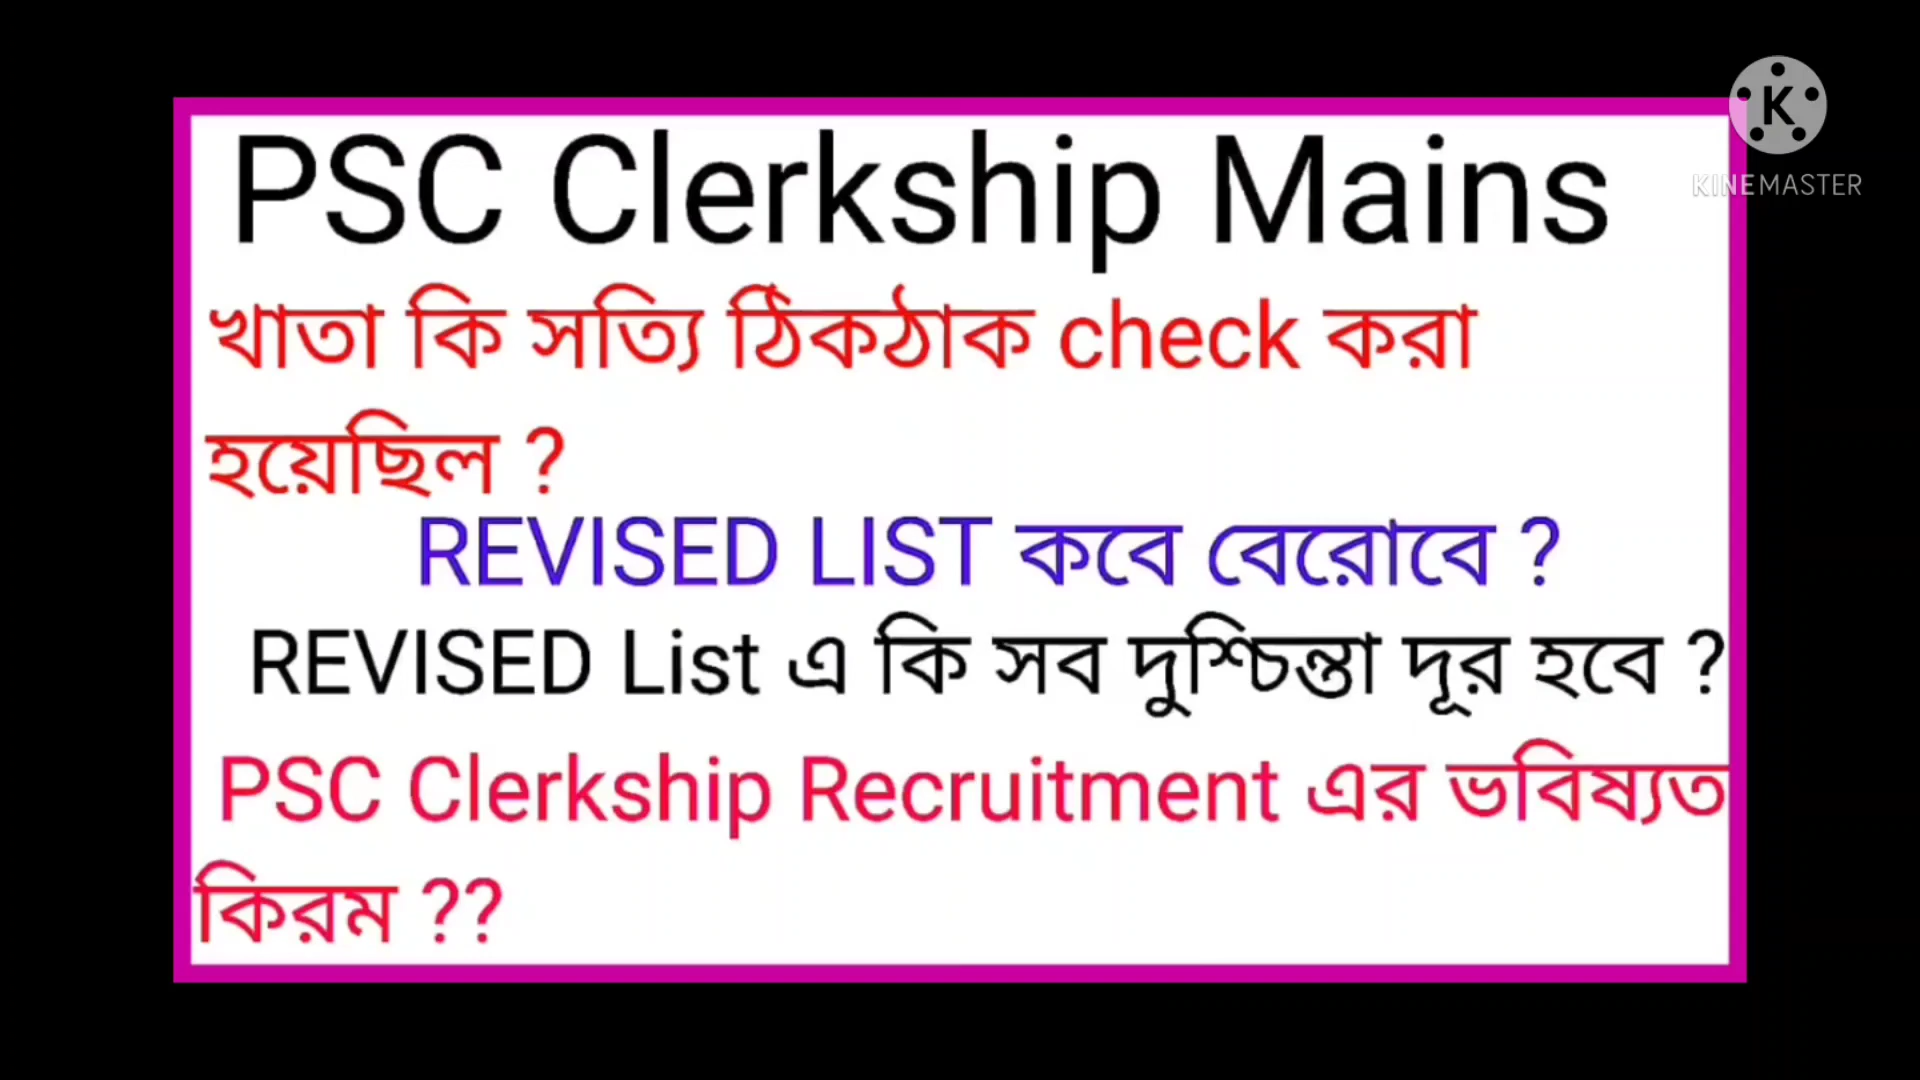 PSC Clerkship Mains
খাতা কি সত্যি ঠিকঠাক check করা
হয়েছিল ?
REVISED LIST কবে বেরোবে ?
REVISED List এ কি সব দুশ্চিন্তা দূর হবে ?
PSC Clerkship Recruitment এর ভবিষ্যত
কিরম ??
K
KINEMASTER